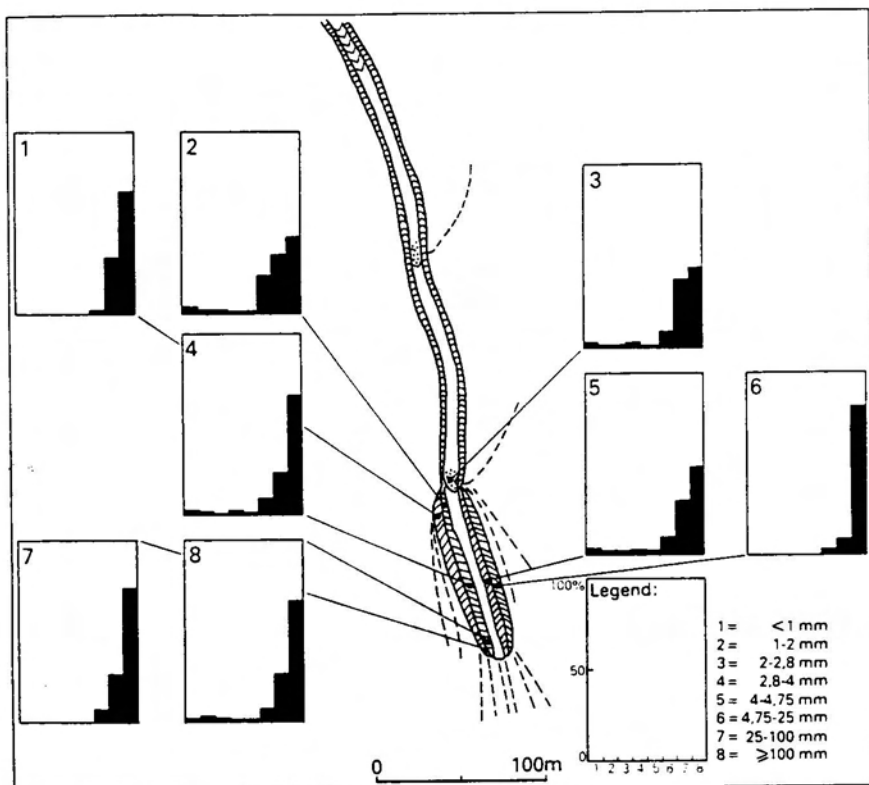 1
2
3
4
5
6
7
8
100% Legend:
50
0
1 2 3 4 5 6 7 8
1 = <1 mm
2 = 1-2 mm
3 = 2-2,8 mm
4 = 2,8-4 mm
5 = 4-4,75 mm
6 = 4,75-25 mm
7 = 25-100 mm
8 = ⩾100 mm
0 100m